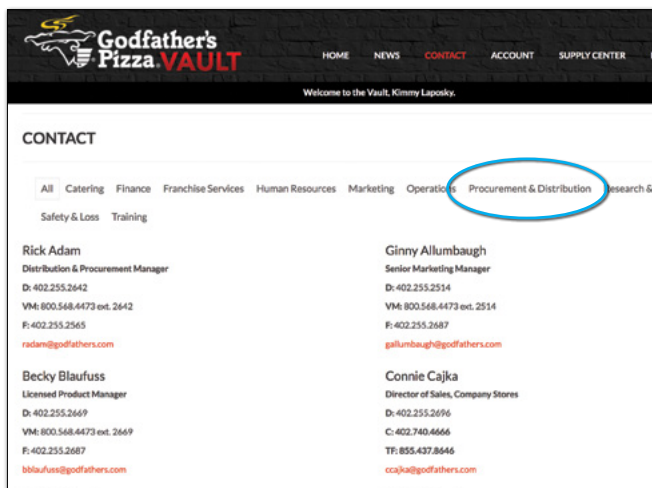 Godfather's
Pizza. VAULT
HOME NEWS CONTACT ACCOUNT SUPPLY CENTER
Welcome to the Vault, Kimmy Laposky.
CONTACT
All Catering Finance Franchise Services Human Resources Marketing Operations Procurement & Distribution Research &
Safety & Loss Training
Rick Adam
Distribution & Procurement Manager
D: 402.255.2642
VM: 800.568.4473 ext. 2642
F: 402.255.2565
radam@godfathers.com
Ginny Allumbaugh
Senior Marketing Manager
D: 402.255.2514
VM: 800.568.4473 ext. 2514
F: 402.255.2687
gallumbaugh@godfathers.com
Becky Blaufuss
Licensed Product Manager
D: 402.255.2669
VM: 800.568.4473 ext. 2669
F: 402.255.2687
bblaufuss@godfathers.com
Connie Cajka
Director of Sales, Company Stores
D: 402.255.2696
C: 402.740.4666
TF: 855.437.8646
ccajka@godfathers.com